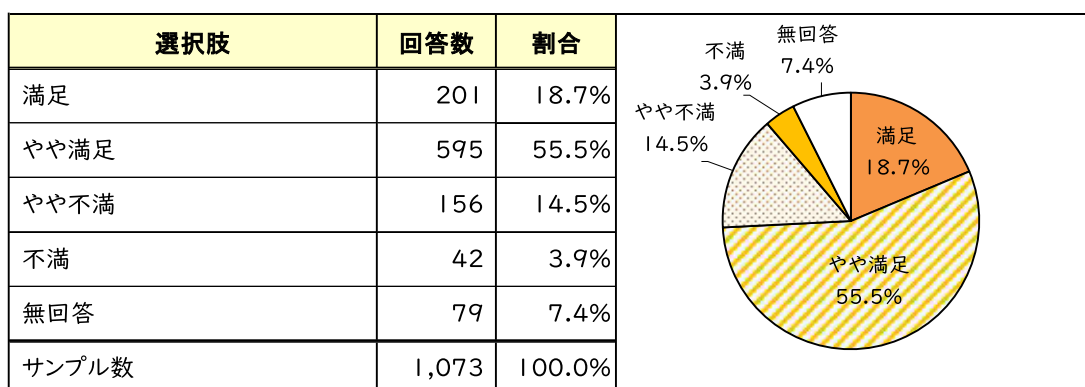 選択肢 回答数 割合
満足 201 18.7%
やや満足 595 55.5%
やや不満 156 14.5%
不満 42 3.9%
無回答 79 7.4%
サンプル数 1,073 100.0%
無回答
7.4%
不満
3.9%
やや不満
14.5%
満足
18.7%
やや満足
55.5%